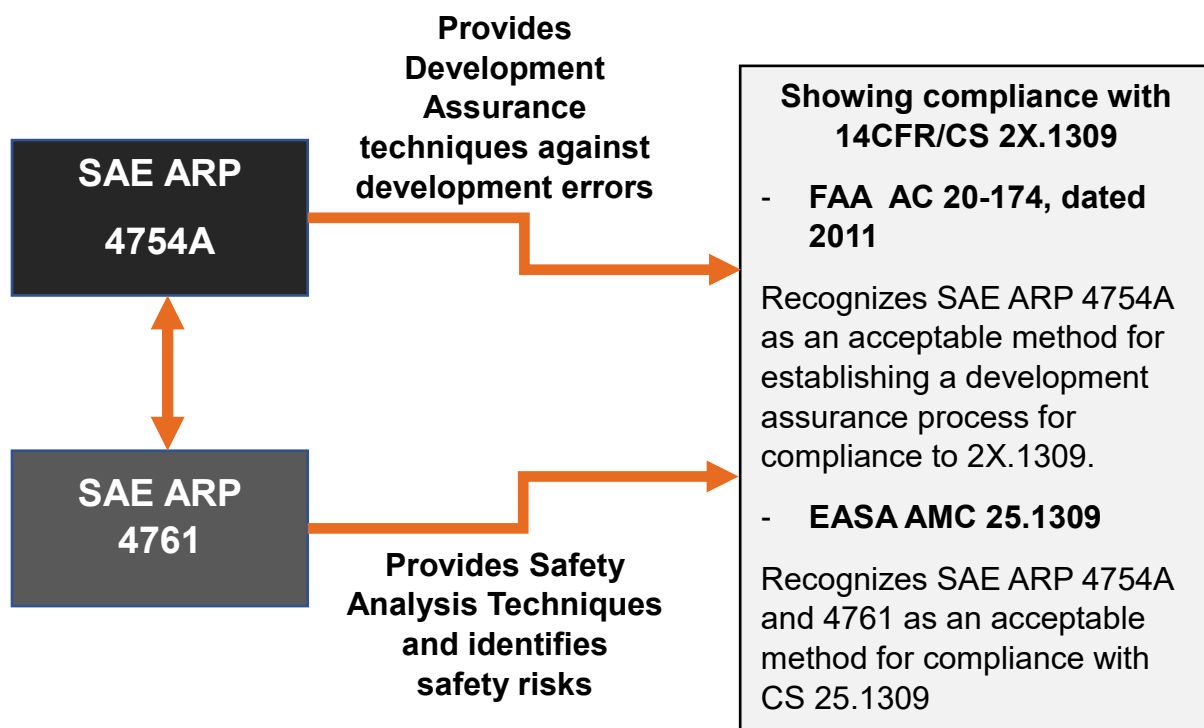 Provides
Development
Assurance
techniques against
development errors
SAE ARP
4754A
SAE ARP
4761
Provides Safety
Analysis Techniques
and identifies
safety risks
Showing compliance with
14CFR/CS 2X.1309
- FAA AC 20-174, dated
2011
Recognizes SAE ARP 4754A
as an acceptable method for
establishing a development
assurance process for
compliance to 2X.1309.
- EASA AMC 25.1309
Recognizes SAE ARP 4754A
and 4761 as an acceptable
method for compliance with
CS 25.1309